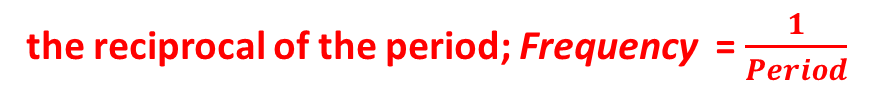 the reciprocal of the period; Frequency = 1/Period